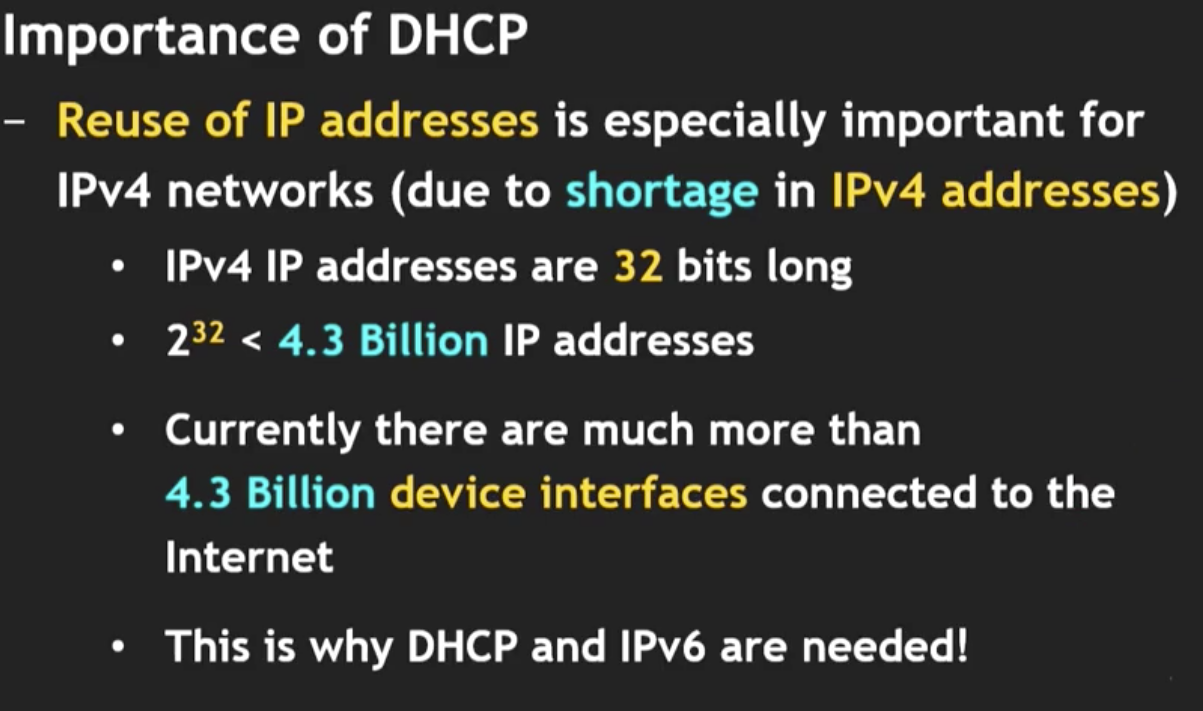 Importance of DHCP
– Reuse of IP addresses is especially important for
IPv4 networks (due to shortage in IPv4 addresses)
• IPv4 IP addresses are 32 bits long
• 2³² < 4.3 Billion IP addresses
• Currently there are much more than
4.3 Billion device interfaces connected to the
Internet
• This is why DHCP and IPv6 are needed!